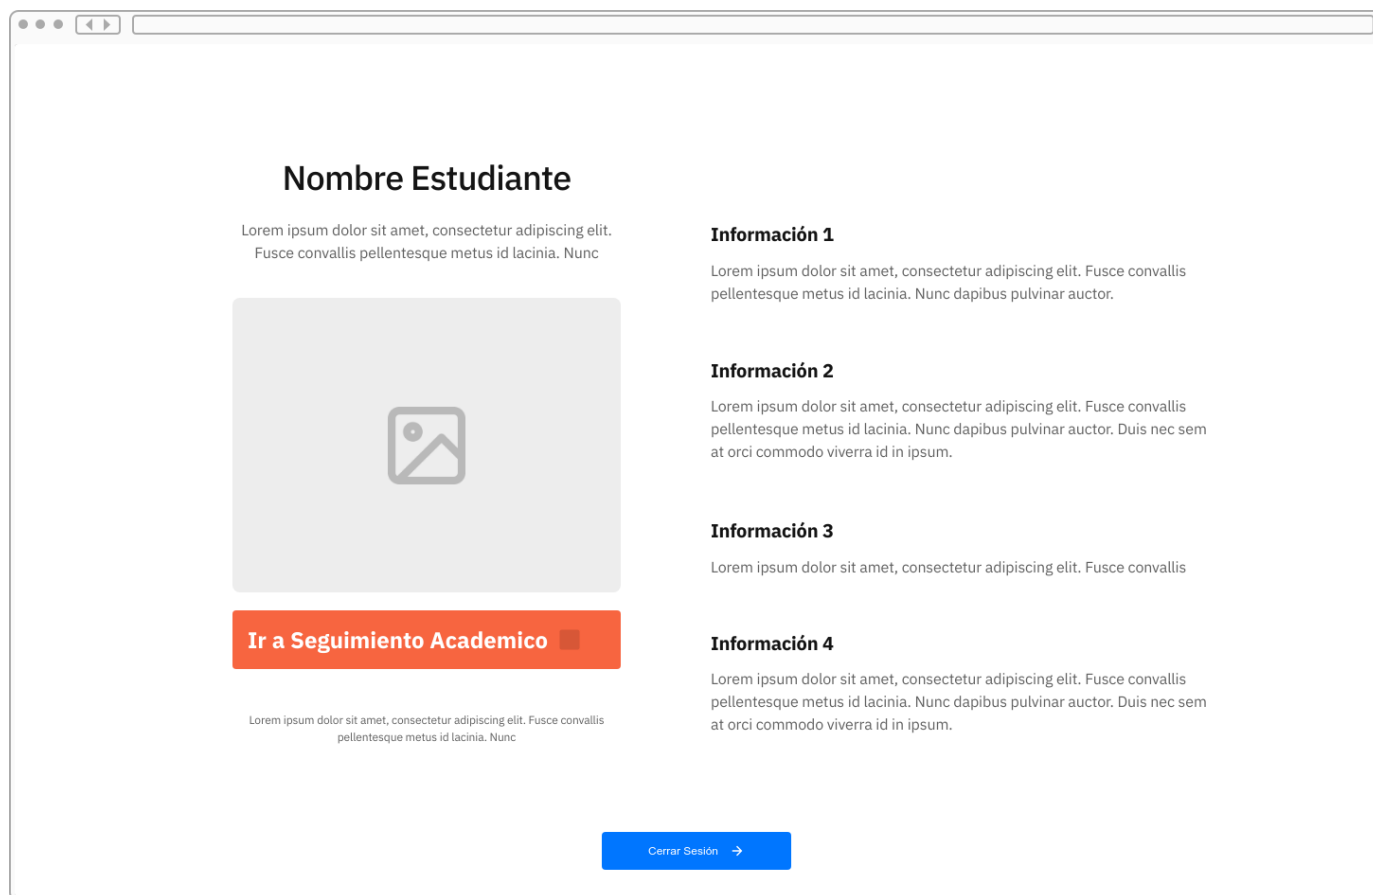 Nombre Estudiante
Lorem ipsum dolor sit amet, consectetur adipiscing elit.
Fusce convallis pellentesque metus id lacinia. Nunc
Ir a Seguimiento Academico
Lorem ipsum dolor sit amet, consectetur adipiscing elit. Fusce convallis
pellentesque metus id lacinia. Nunc
Información 1
Lorem ipsum dolor sit amet, consectetur adipiscing elit. Fusce convallis
pellentesque metus id lacinia. Nunc dapibus pulvinar auctor.
Información 2
Lorem ipsum dolor sit amet, consectetur adipiscing elit. Fusce convallis
pellentesque metus id lacinia. Nunc dapibus pulvinar auctor. Duis nec sem
at orci commodo viverra id in ipsum.
Información 3
Lorem ipsum dolor sit amet, consectetur adipiscing elit. Fusce convallis
Información 4
Lorem ipsum dolor sit amet, consectetur adipiscing elit. Fusce convallis
pellentesque metus id lacinia. Nunc dapibus pulvinar auctor. Duis nec sem
at orci commodo viverra id in ipsum.
Cerrar Sesión